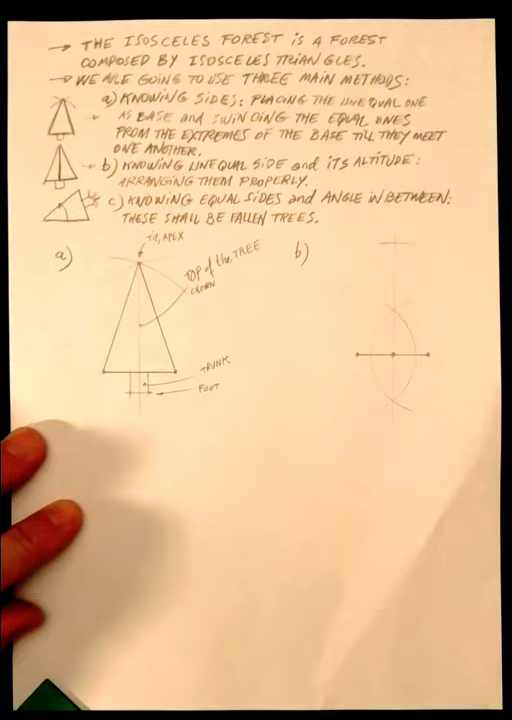 → THE ISOSCELES FOREST IS A FOREST
COMPOSED BY ISOSCELES TRIANGLES.
→ WE ARE GOING TO USE THREE MAIN METHODS:
a) KNOWING SIDES: PLACING THE UNEQUAL ONE
AS BASE and SWINGING THE EQUAL ONES
FROM THE EXTREMES OF THE BASE TILL THEY MEET
ONE ANOTHER.
b) KNOWING UNEQUAL SIDE and ITS ALTITUDE:
ARRANGING THEM PROPERLY.
c) KNOWING EQUAL SIDES and ANGLE IN BETWEEN:
THESE SHALL BE FALLEN TREES.
TIP, APEX
a)
TOP of the TREE
b)
CROWN
TRUNK
FOOT